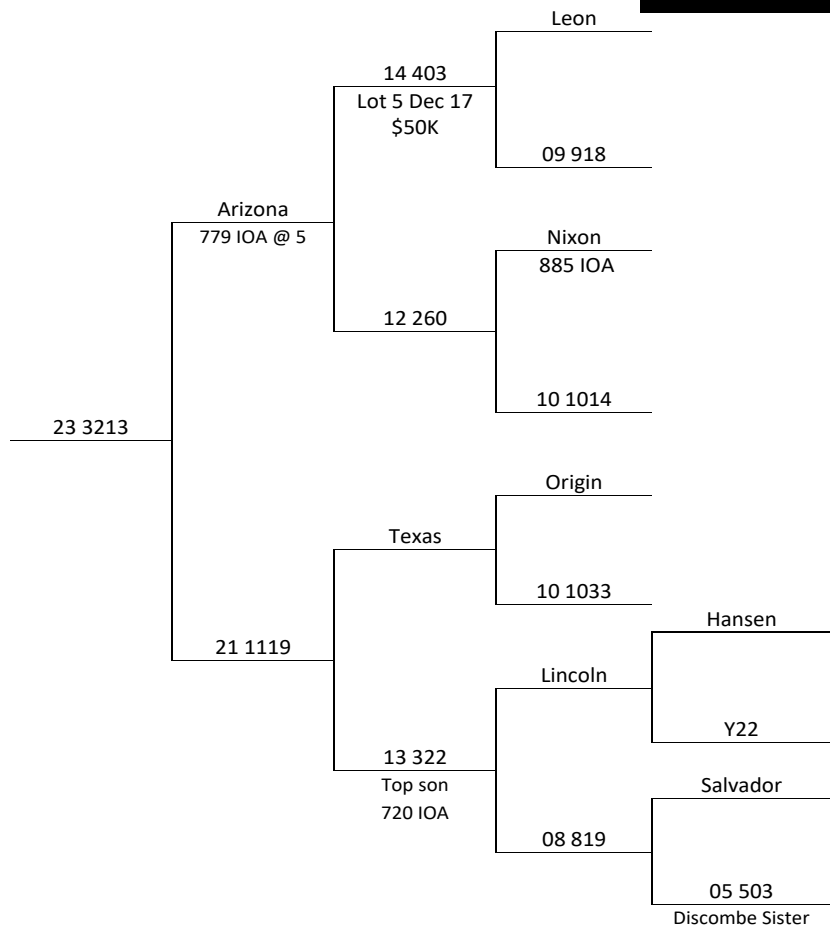 Leon
14 403
Lot 5 Dec 17
$50K
09 918
Arizona
779 IOA @ 5
Nixon
885 IOA
12 260
10 1014
23 3213
Origin
Texas
10 1033
Hansen
21 1119
Lincoln
Y22
13 322
Top son
720 IOA
Salvador
08 819
05 503
Discombe Sister